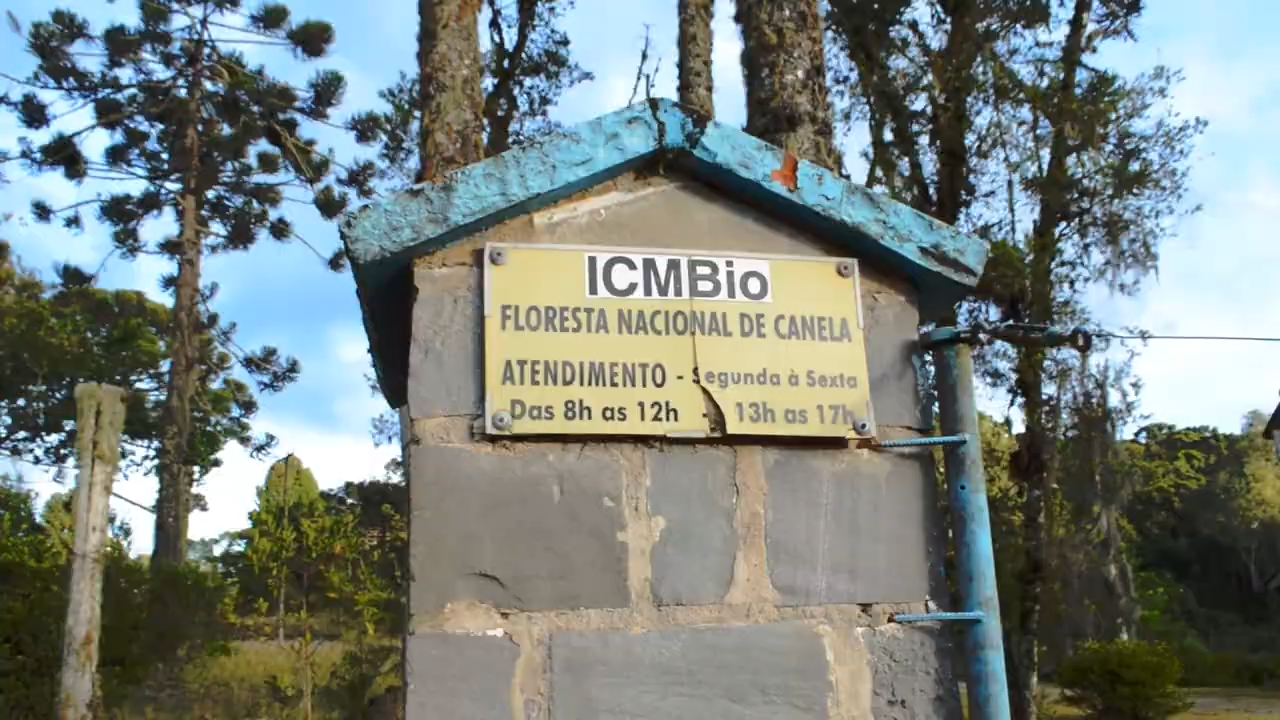 ICMBio
FLORESTA NACIONAL DE CANELA
ATENDIMENTO - Segunda à Sexta
Das 8h as 12h - 13h as 17h